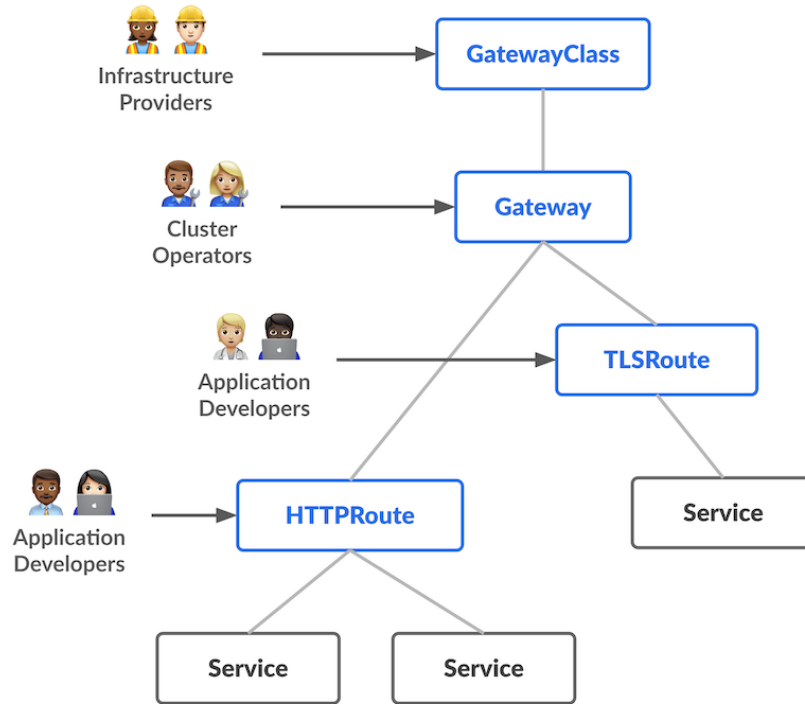 GatewayClass
Infrastructure
Providers
Gateway
Cluster
Operators
TLSRoute
Application
Developers
HTTPRoute
Service
Application
Developers
Service
Service